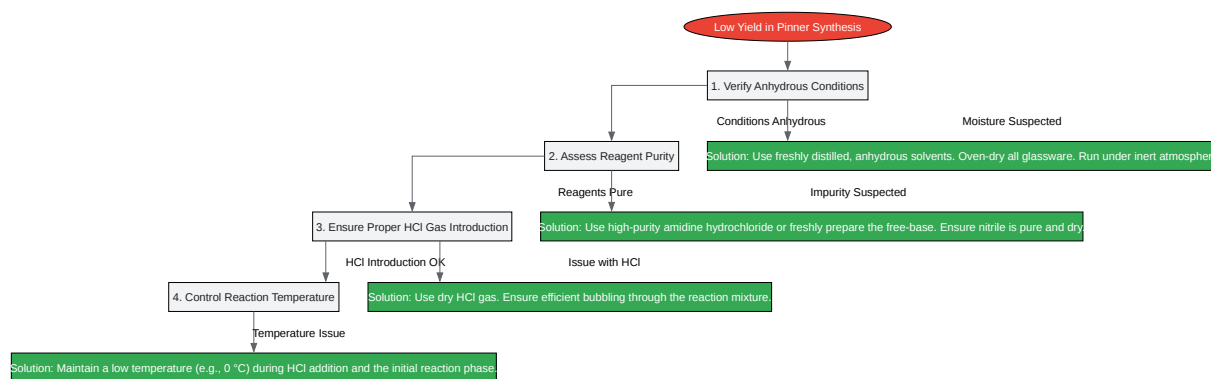 Low Yield in Pinner Synthesis
1. Verify Anhydrous Conditions
Conditions Anhydrous
Moisture Suspected
2. Assess Reagent Purity
Solution: Use freshly distilled, anhydrous solvents. Oven-dry all glassware. Run under inert atmospher
Reagents Pure
Impurity Suspected
3. Ensure Proper HCl Gas Introduction
Solution: Use high-purity amidine hydrochloride or freshly prepare the free-base. Ensure nitrile is pure and dry.
HCl Introduction OK
Issue with HCl
4. Control Reaction Temperature
Solution: Use dry HCl gas. Ensure efficient bubbling through the reaction mixture.
Temperature Issue
Solution: Maintain a low temperature (e.g., 0 °C) during HCl addition and the initial reaction phase.